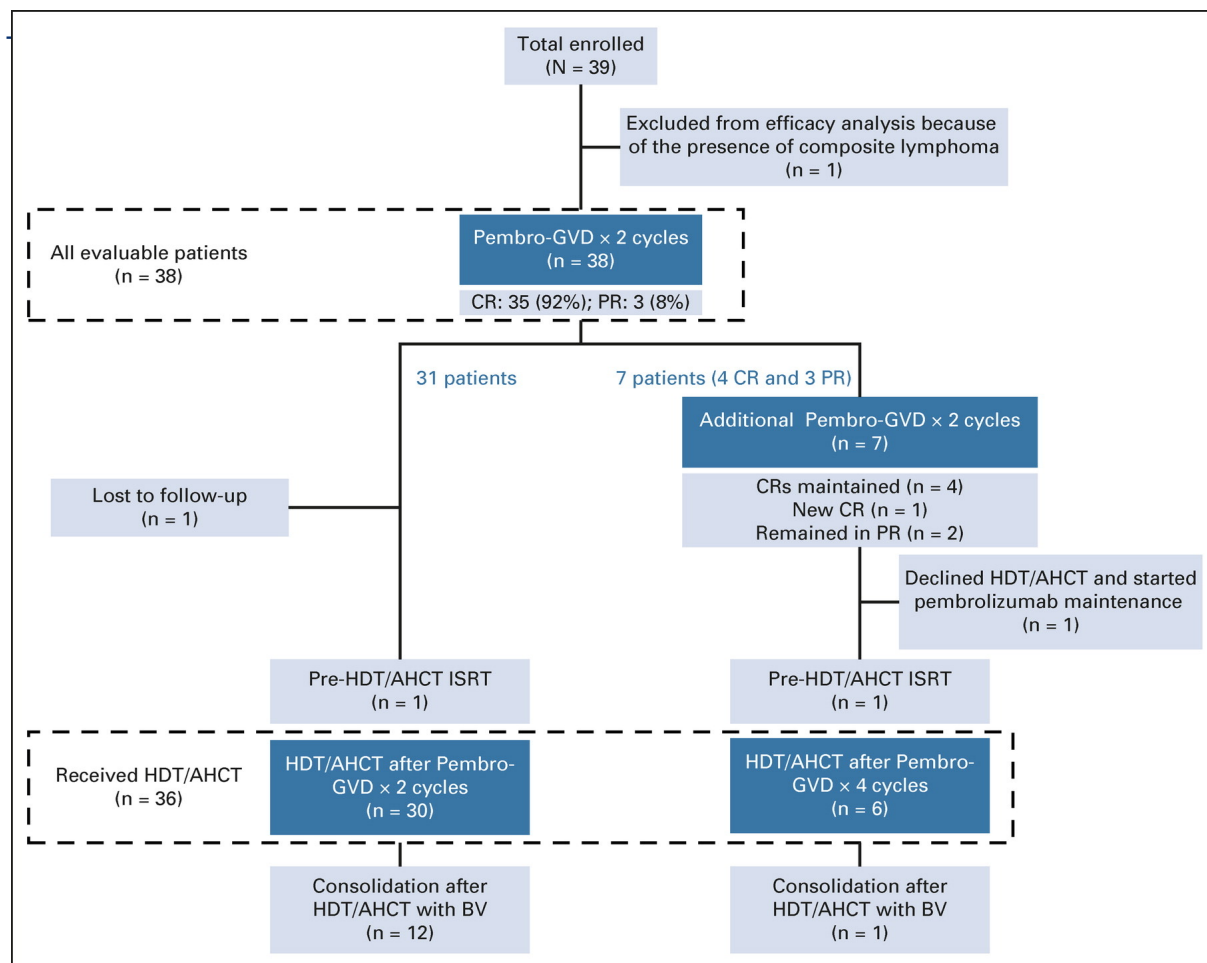 Total enrolled
(N = 39)
Excluded from efficacy analysis because
of the presence of composite lymphoma
(n = 1)
All evaluable patients
(n = 38)
Pembro-GVD × 2 cycles
(n = 38)
CR: 35 (92%); PR: 3 (8%)
31 patients
7 patients (4 CR and 3 PR)
Additional Pembro-GVD × 2 cycles
(n = 7)
CRs maintained (n = 4)
New CR (n = 1)
Remained in PR (n = 2)
Lost to follow-up
(n = 1)
Declined HDT/AHCT and started
pembrolizumab maintenance
(n = 1)
Pre-HDT/AHCT ISRT
(n = 1)
Pre-HDT/AHCT ISRT
(n = 1)
Received HDT/AHCT
(n = 36)
HDT/AHCT after Pembro-
GVD × 2 cycles
(n = 30)
HDT/AHCT after Pembro-
GVD × 4 cycles
(n = 6)
Consolidation after
HDT/AHCT with BV
(n = 12)
Consolidation after
HDT/AHCT with BV
(n = 1)